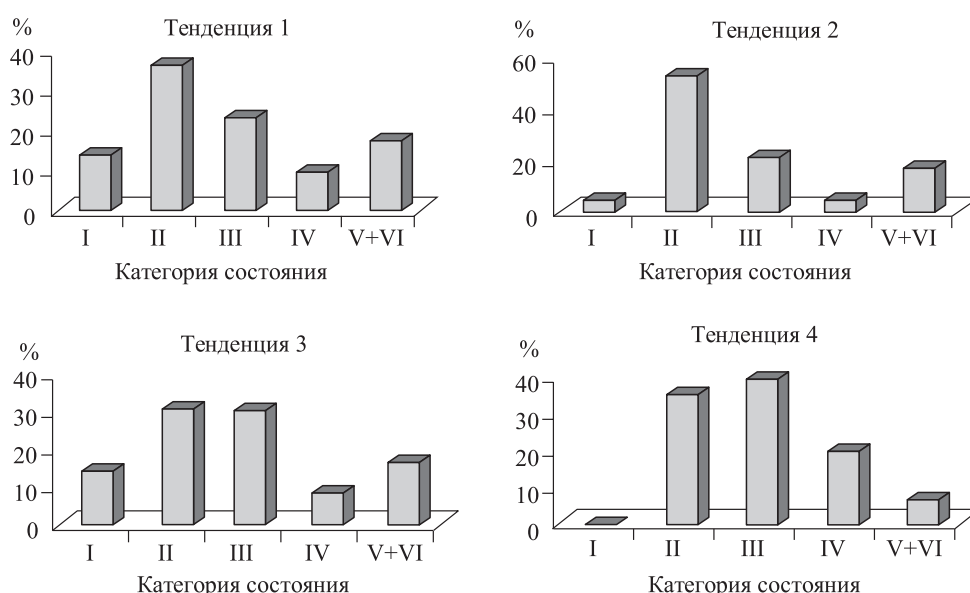 %
Тенденция 1
40
30
20
10
0
I II III IV V+VI
Категория состояния
%
Тенденция 2
60
40
20
0
I II III IV V+VI
Категория состояния
%
Тенденция 3
40
30
20
10
0
I II III IV V+VI
Категория состояния
%
Тенденция 4
40
30
20
10
0
I II III IV V+VI
Категория состояния